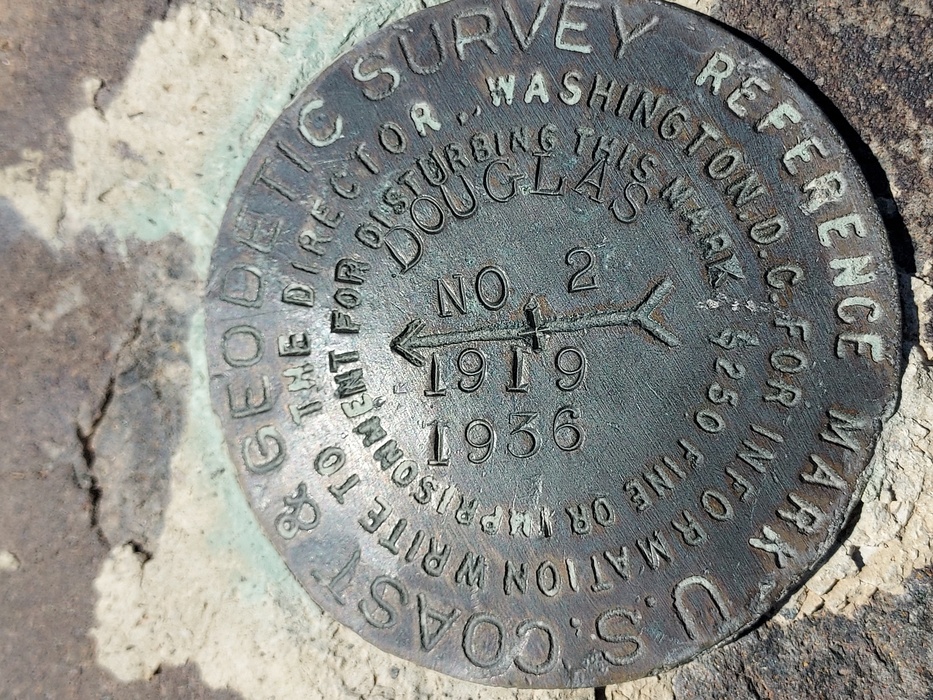 U.S. COAST & GEODETIC SURVEY REFERENCE MARK
FOR INFORMATION WRITE TO THE DIRECTOR, WASHINGTON, D.C.
$250 FINE OR IMPRISONMENT FOR DISTURBING THIS MARK
DOUGLAS
NO 2
1919
1936